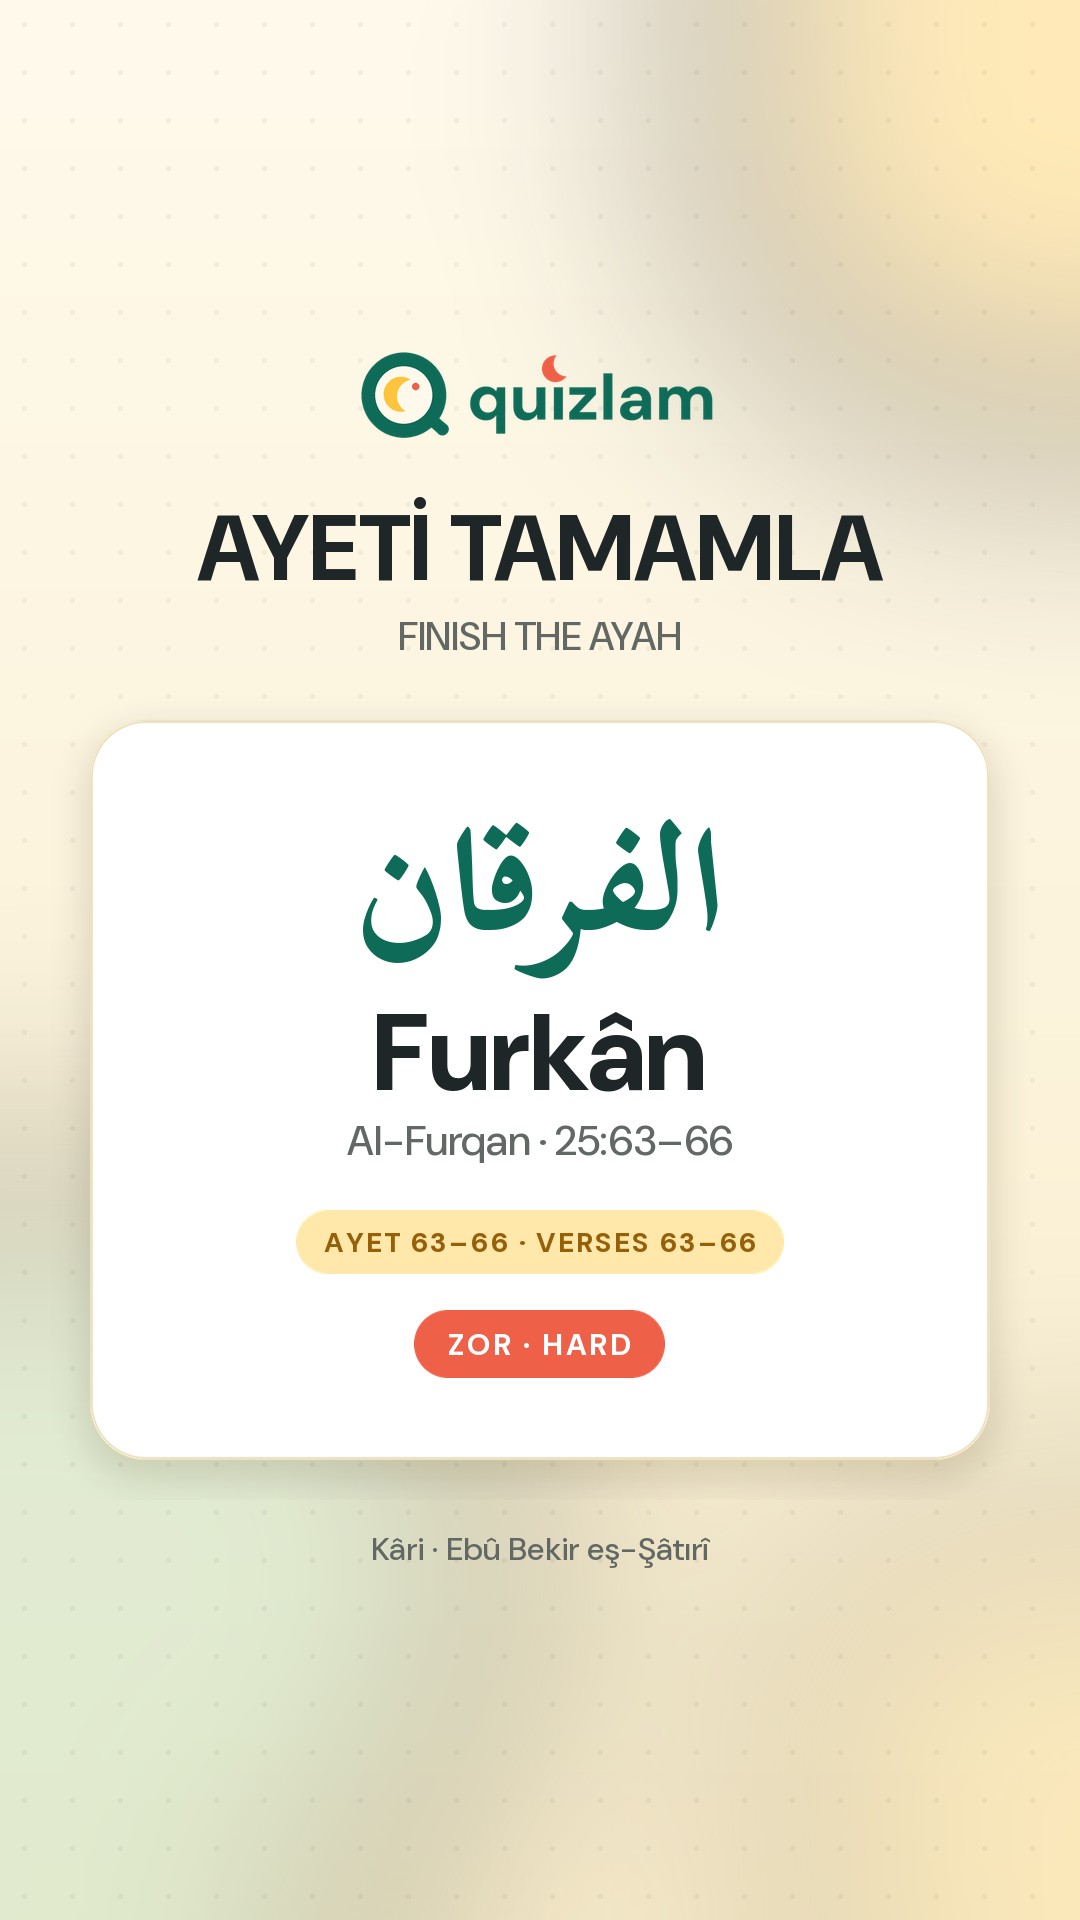 quizlam
AYETİ TAMAMLA
FINISH THE AYAH
الفرقان
Furkân
Al-Furqan · 25:63–66
AYET 63–66 · VERSES 63–66
ZOR · HARD
Kâri · Ebû Bekir eş-Şâtırî